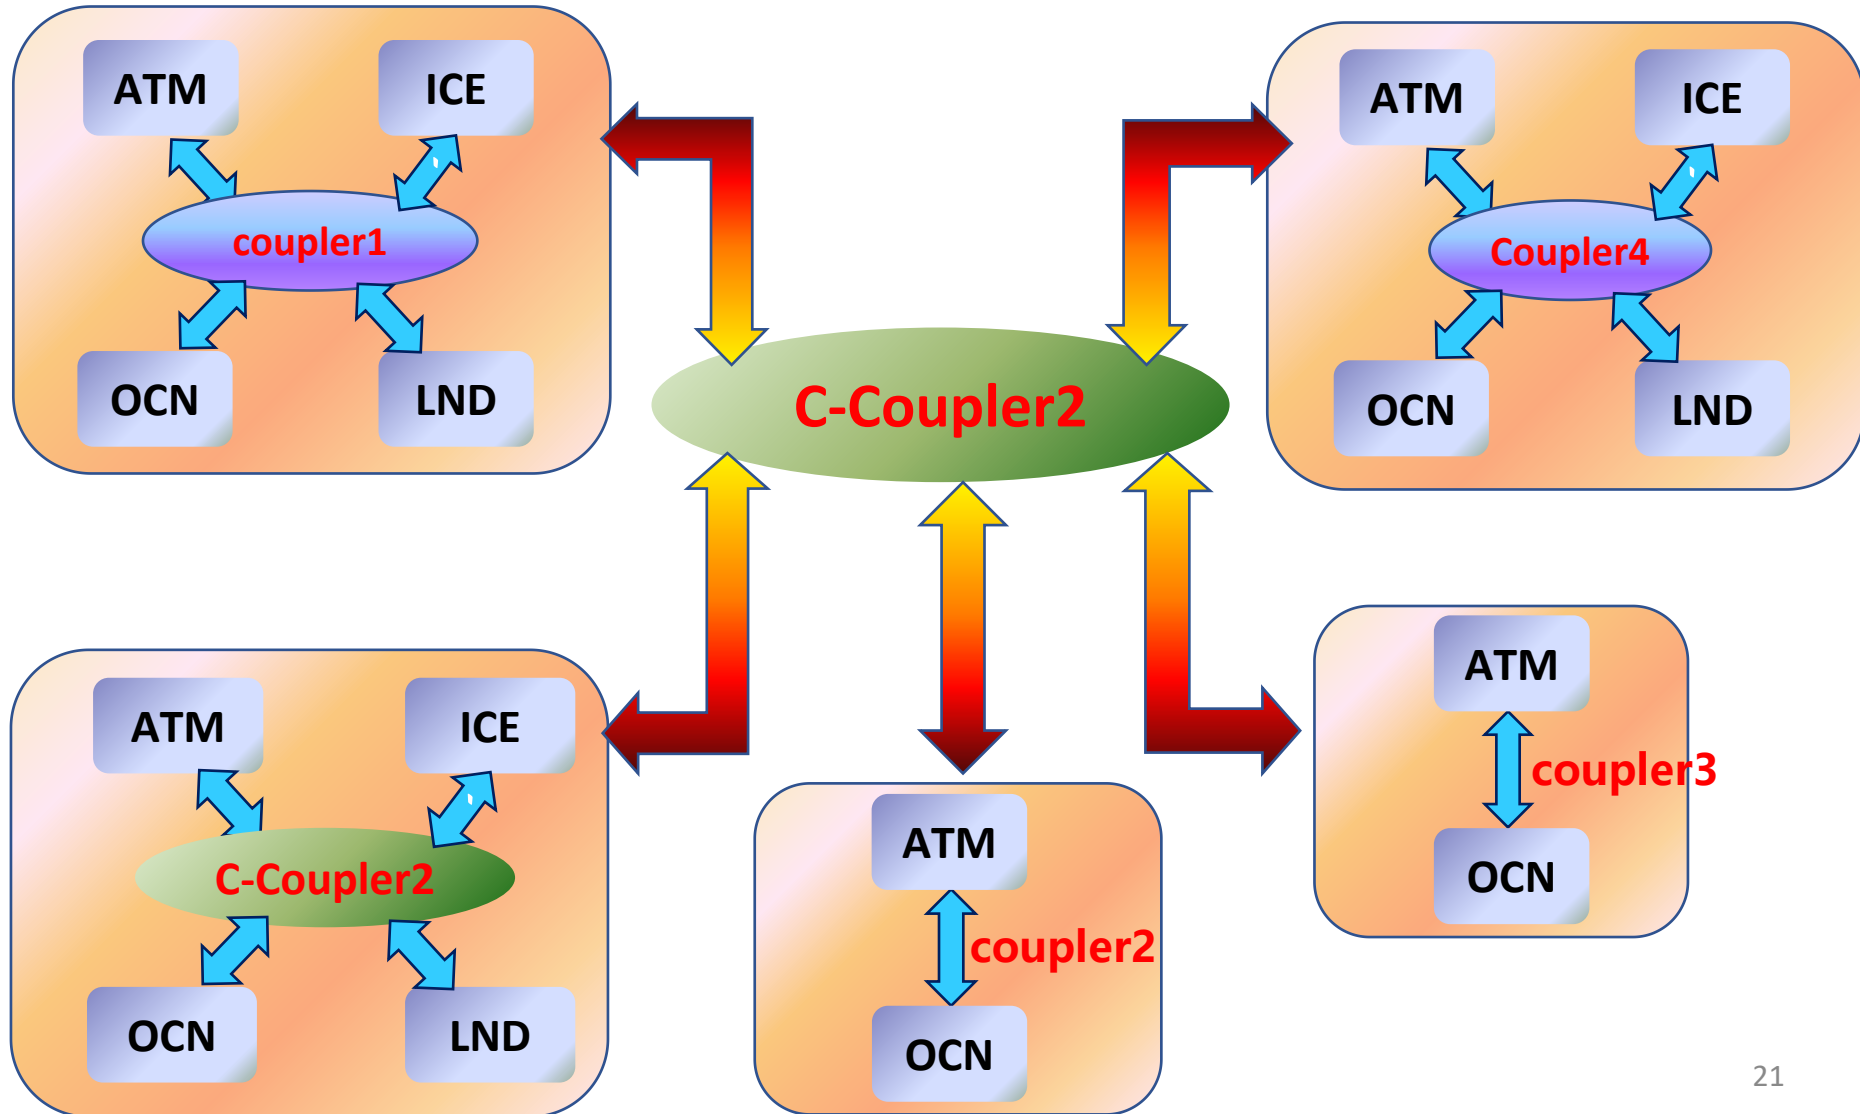 ATM
ICE
coupler1
OCN
LND
ATM
ICE
Coupler4
OCN
LND
C-Coupler2
ATM
ICE
C-Coupler2
OCN
LND
ATM
coupler2
OCN
ATM
coupler3
OCN
21